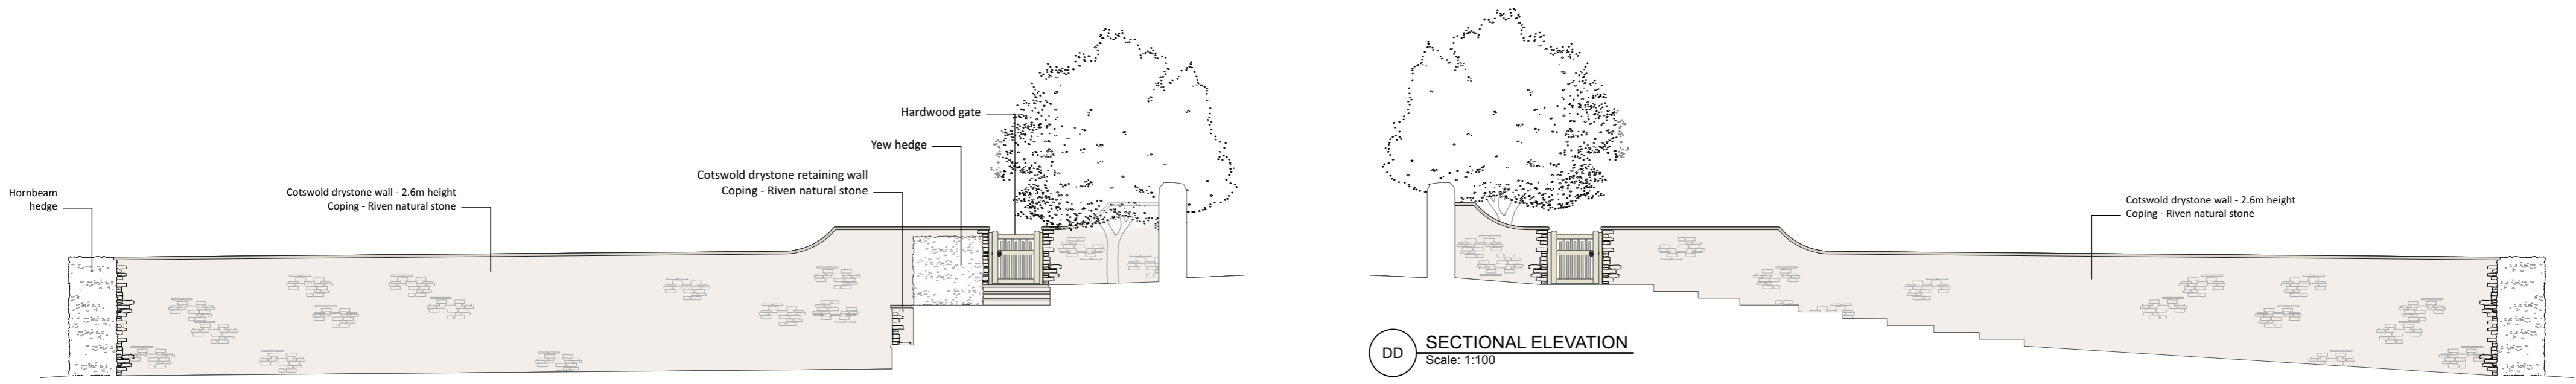 Hornbeam
hedge
Cotswold drystone wall - 2.6m height
Coping - Riven natural stone
Cotswold drystone retaining wall
Coping - Riven natural stone
Yew hedge
Hardwood gate
DD
SECTIONAL ELEVATION
Scale: 1:100
Cotswold drystone wall - 2.6m height
Coping - Riven natural stone